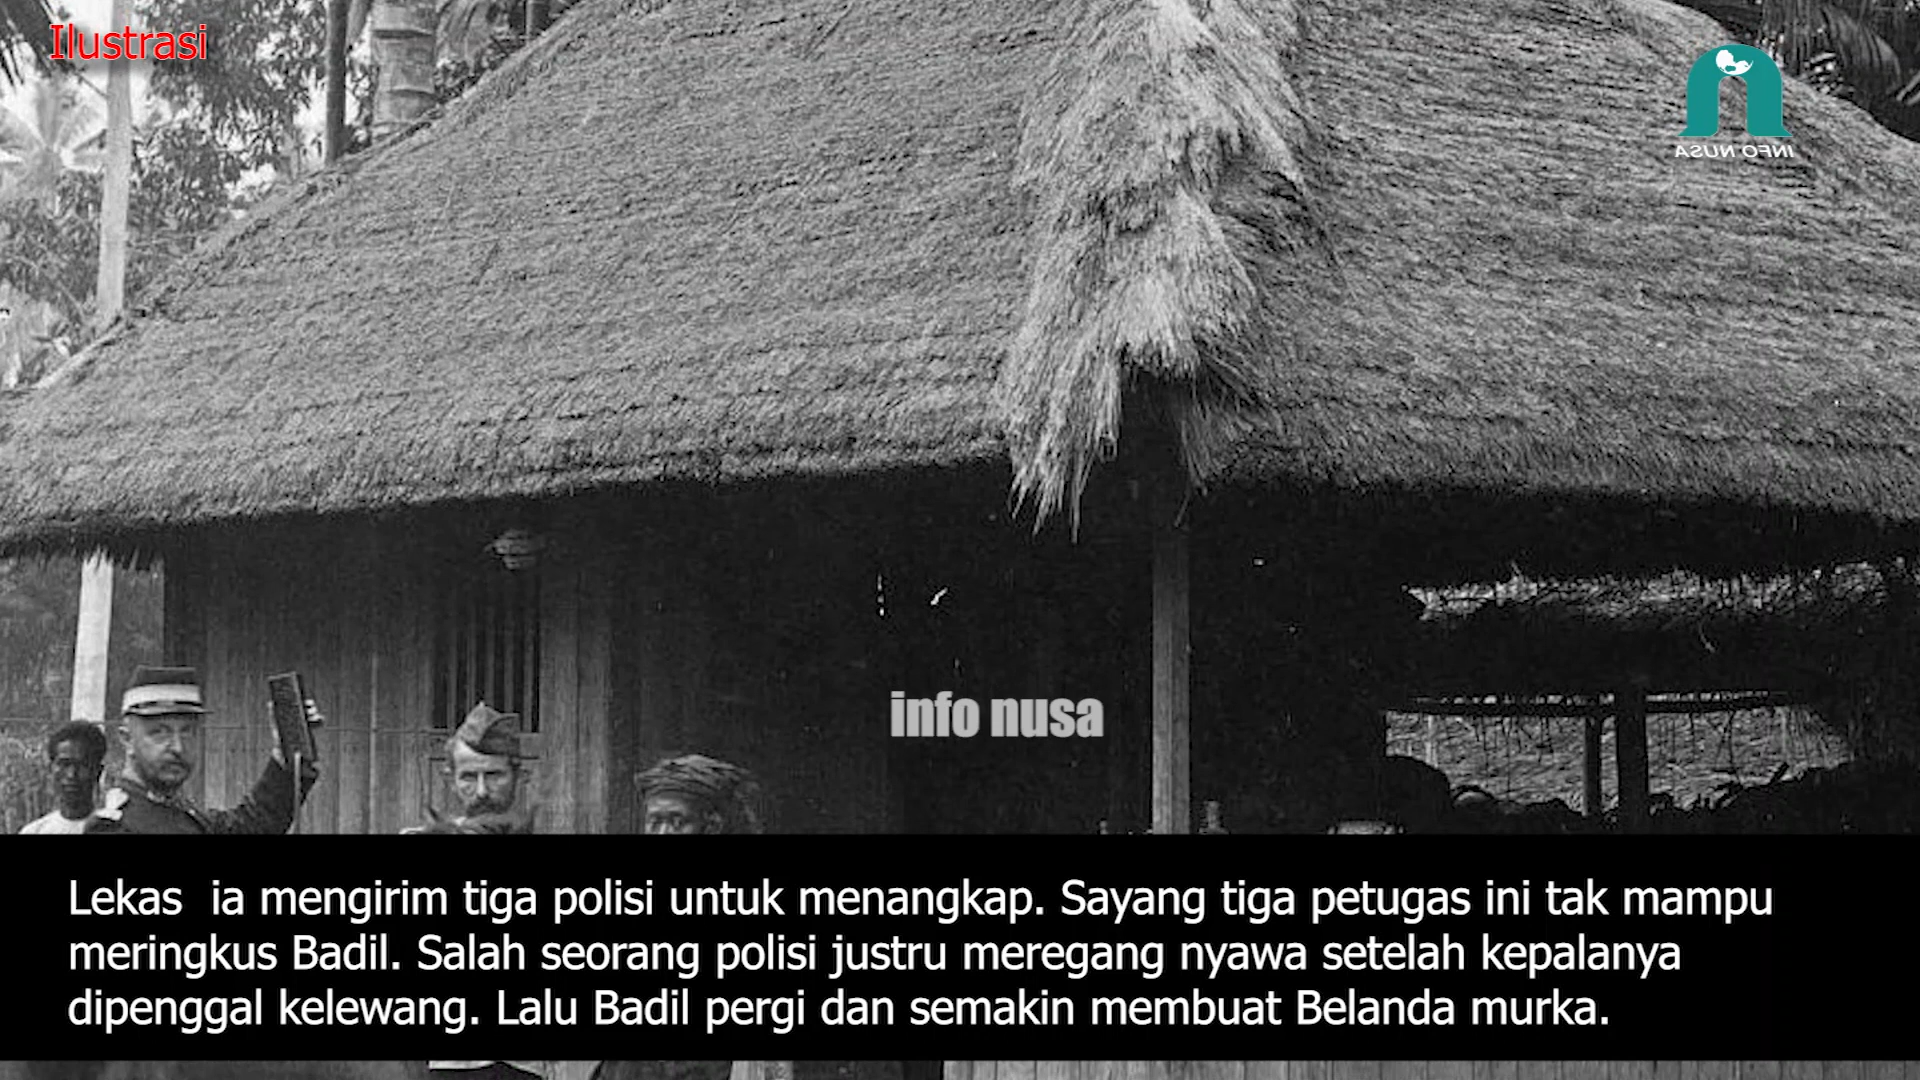 Ilustrasi
INFO NUSA
info nusa
Lekas  ia mengirim tiga polisi untuk menangkap. Sayang tiga petugas ini tak mampu
meringkus Badil. Salah seorang polisi justru meregang nyawa setelah kepalanya
dipenggal kelewang. Lalu Badil pergi dan semakin membuat Belanda murka.